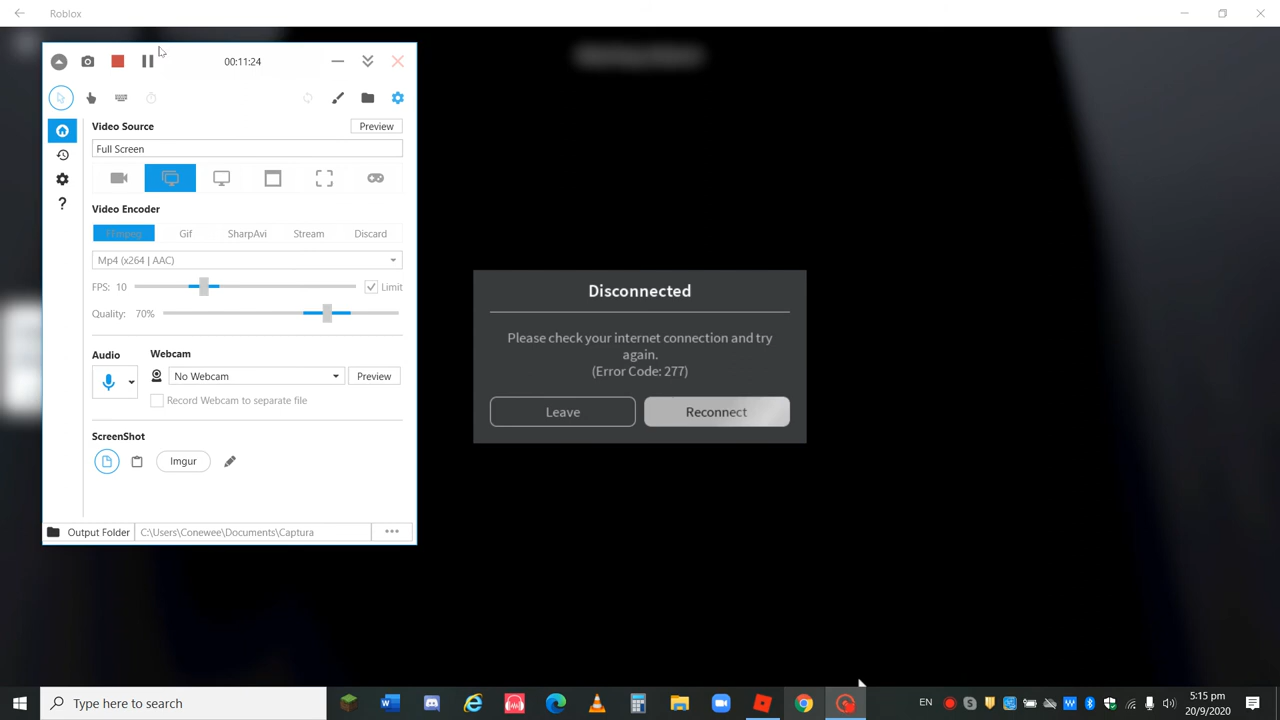 Roblox
00:11:24
Video Source
Preview
Full Screen
Video Encoder
FFmpeg
Gif
SharpAvi
Stream
Discard
Mp4 (x264 | AAC)
FPS: 10
Limit
Quality: 70%
Audio
Webcam
No Webcam
Preview
Record Webcam to separate file
ScreenShot
Imgur
Output Folder
C:\Users\Conewee\Documents\Captura
Disconnected
Please check your internet connection and try
again.
(Error Code: 277)
Leave
Reconnect
Type here to search
EN
5:15 pm
20/9/2020